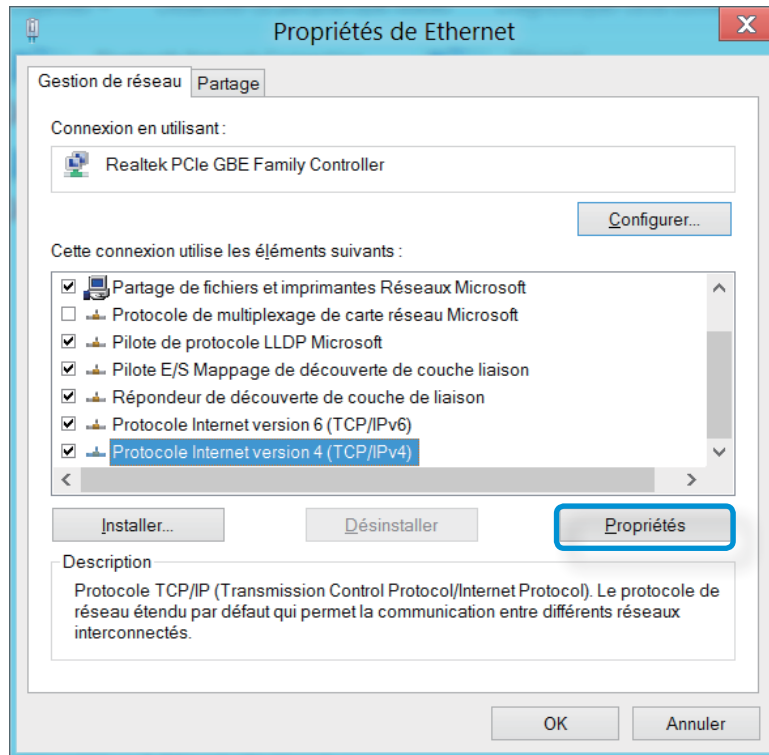 Propriétés de Ethernet
X
Gestion de réseau
Partage
Connexion en utilisant :
Realtek PCIe GBE Family Controller
Configurer...
Cette connexion utilise les éléments suivants :
Partage de fichiers et imprimantes Réseaux Microsoft
Protocole de multiplexage de carte réseau Microsoft
Pilote de protocole LLDP Microsoft
Pilote E/S Mappage de découverte de couche liaison
Répondeur de découverte de couche de liaison
Protocole Internet version 6 (TCP/IPv6)
Protocole Internet version 4 (TCP/IPv4)
Installer...
Désinstaller
Propriétés
Description
Protocole TCP/IP (Transmission Control Protocol/Internet Protocol). Le protocole de
réseau étendu par défaut qui permet la communication entre différents réseaux
interconnectés.
OK
Annuler